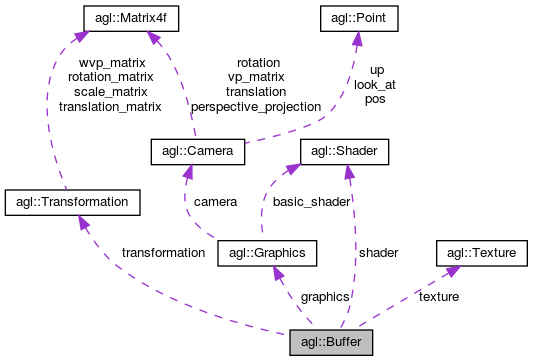 agl::Matrix4f
agl::Point
wvp_matrix
rotation_matrix
scale_matrix
translation_matrix
rotation
vp_matrix
translation
perspective_projection
up
look_at
pos
agl::Camera
agl::Shader
agl::Transformation
camera
basic_shader
agl::Graphics
agl::Texture
transformation
shader
graphics
texture
agl::Buffer